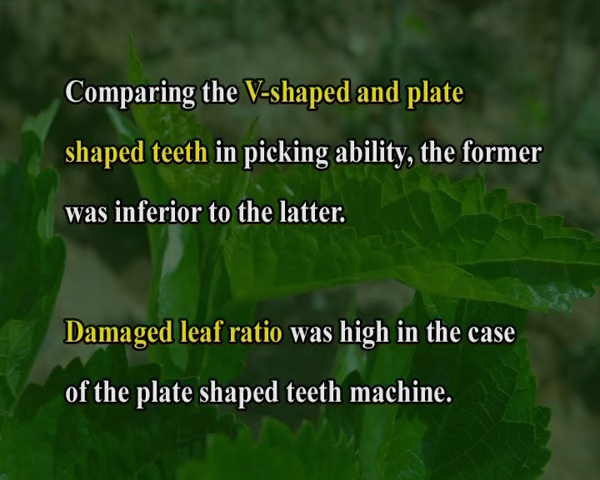 Comparing the V-shaped and plate
shaped teeth in picking ability, the former
was inferior to the latter.
Damaged leaf ratio was high in the case
of the plate shaped teeth machine.